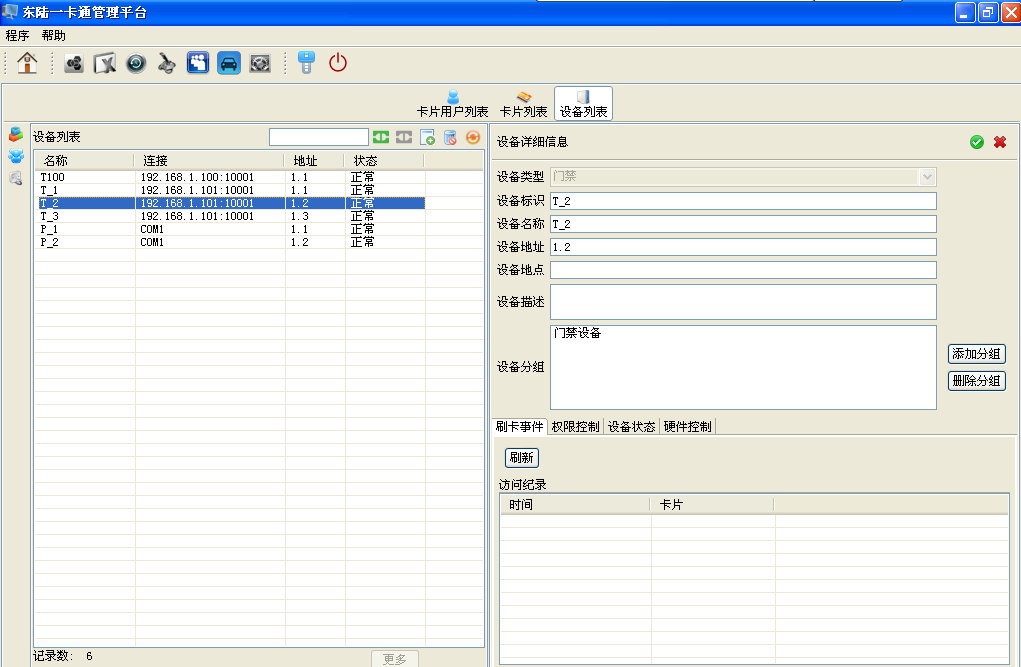 东陆一卡通管理平台
程序 帮助
卡片用户列表 卡片列表 设备列表
设备列表
名称 连接 地址 状态
T100 192.168.1.100:10001 1.1 正常
T_1 192.168.1.101:10001 1.1 正常
T_2 192.168.1.101:10001 1.2 正常
T_3 192.168.1.101:10001 1.3 正常
P_1 COM1 1.1 正常
P_2 COM1 1.2 正常
记录数: 6
更多
设备详细信息
设备类型 门禁
设备标识 T_2
设备名称 T_2
设备地址 1.2
设备地点
设备描述
设备分组 门禁设备
添加分组
删除分组
刷卡事件 权限控制 设备状态 硬件控制
刷新
访问纪录
时间 卡片